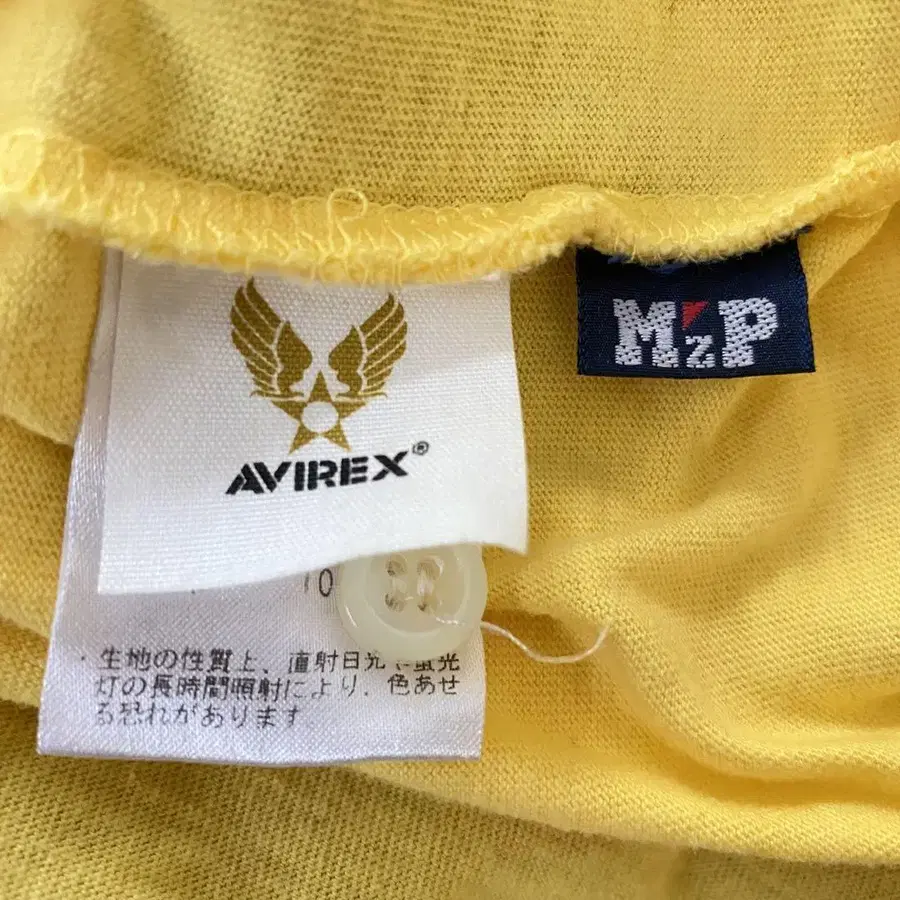 AVIREX®
M'zP
10
・生地の性質上、直射日光や蛍光
灯の長時間照射により、色あせ
る恐れがあります